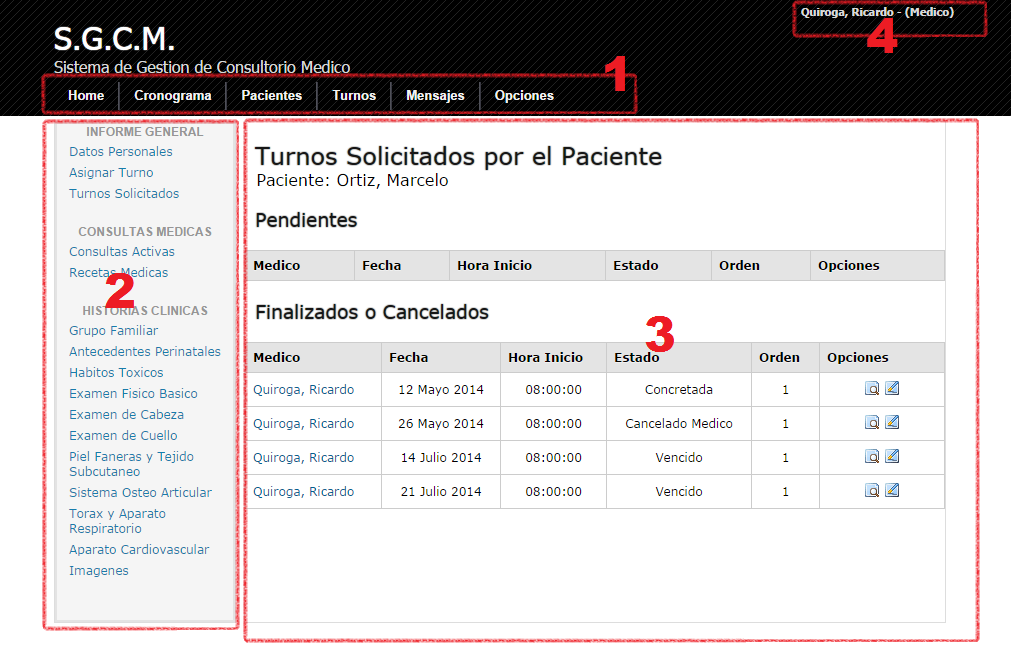 Quiroga, Ricardo - (Medico)
4
S.G.C.M.
Sistema de Gestion de Consultorio Medico
1
Home Cronograma Pacientes Turnos Mensajes Opciones
INFORME GENERAL
Datos Personales
Asignar Turno
Turnos Solicitados
CONSULTAS MEDICAS
Consultas Activas
Recetas Medicas
2
HISTORIAS CLINICAS
Grupo Familiar
Antecedentes Perinatales
Habitos Toxicos
Examen Fisico Basico
Examen de Cabeza
Examen de Cuello
Piel Faneras y Tejido
Subcutaneo
Sistema Osteo Articular
Torax y Aparato
Respiratorio
Aparato Cardiovascular
Imagenes
Turnos Solicitados por el Paciente
Paciente: Ortiz, Marcelo
Pendientes
Medico Fecha Hora Inicio Estado Orden Opciones
Finalizados o Cancelados
3
Medico Fecha Hora Inicio Estado Orden Opciones
Quiroga, Ricardo 12 Mayo 2014 08:00:00 Concretada 1
Quiroga, Ricardo 26 Mayo 2014 08:00:00 Cancelado Medico 1
Quiroga, Ricardo 14 Julio 2014 08:00:00 Vencido 1
Quiroga, Ricardo 21 Julio 2014 08:00:00 Vencido 1